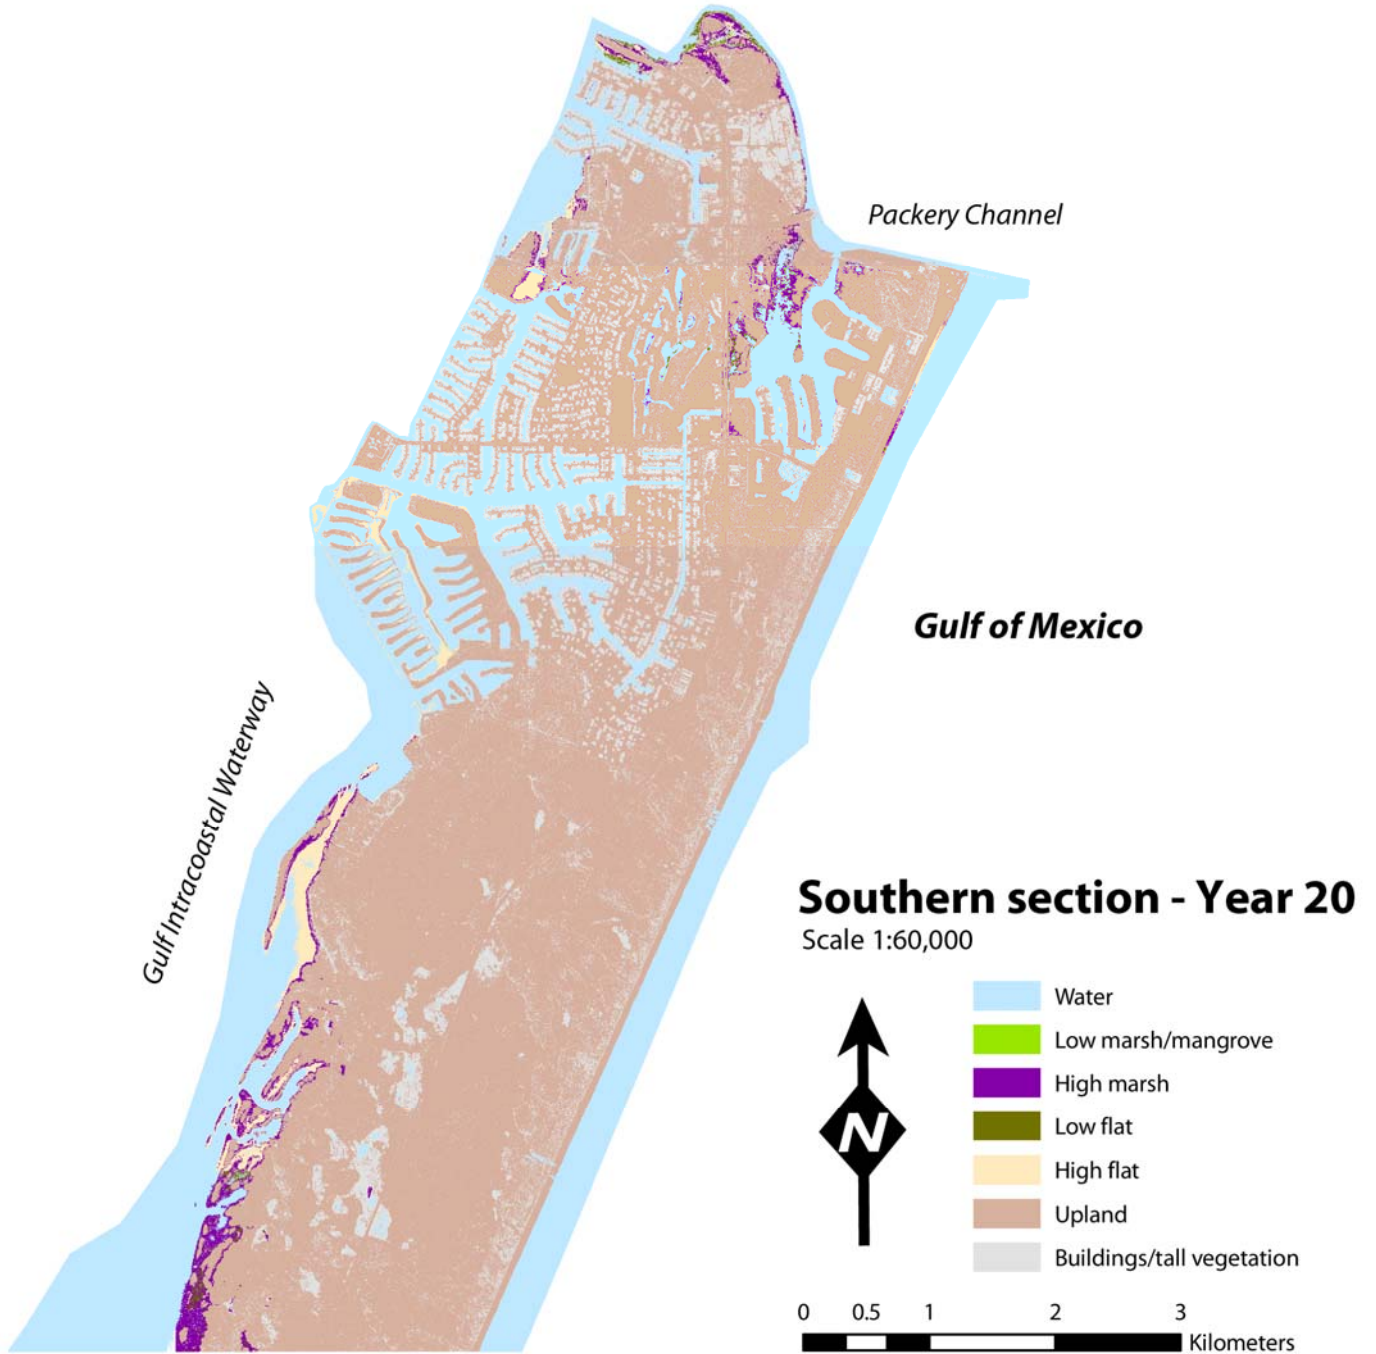 Packery Channel
Gulf of Mexico
Gulf Intracoastal Waterway
Southern section - Year 20
Scale 1:60,000
N
Water
Low marsh/mangrove
High marsh
Low flat
High flat
Upland
Buildings/tall vegetation
0 0.5 1 2 3
Kilometers